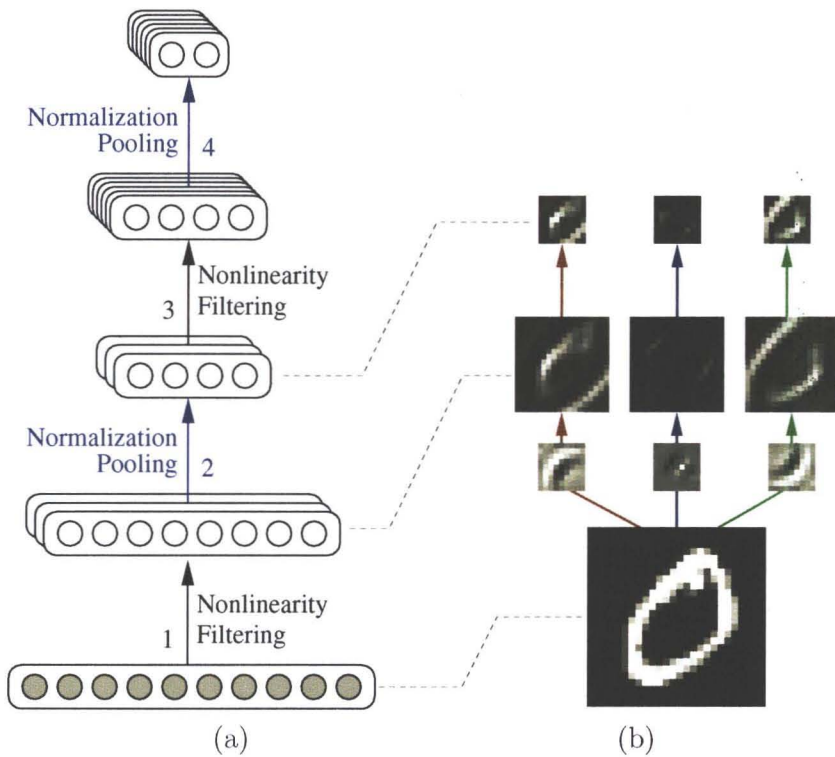 Normalization
Pooling
4
Nonlinearity
Filtering
3
Normalization
Pooling
2
Nonlinearity
Filtering
1
(a)
(b)